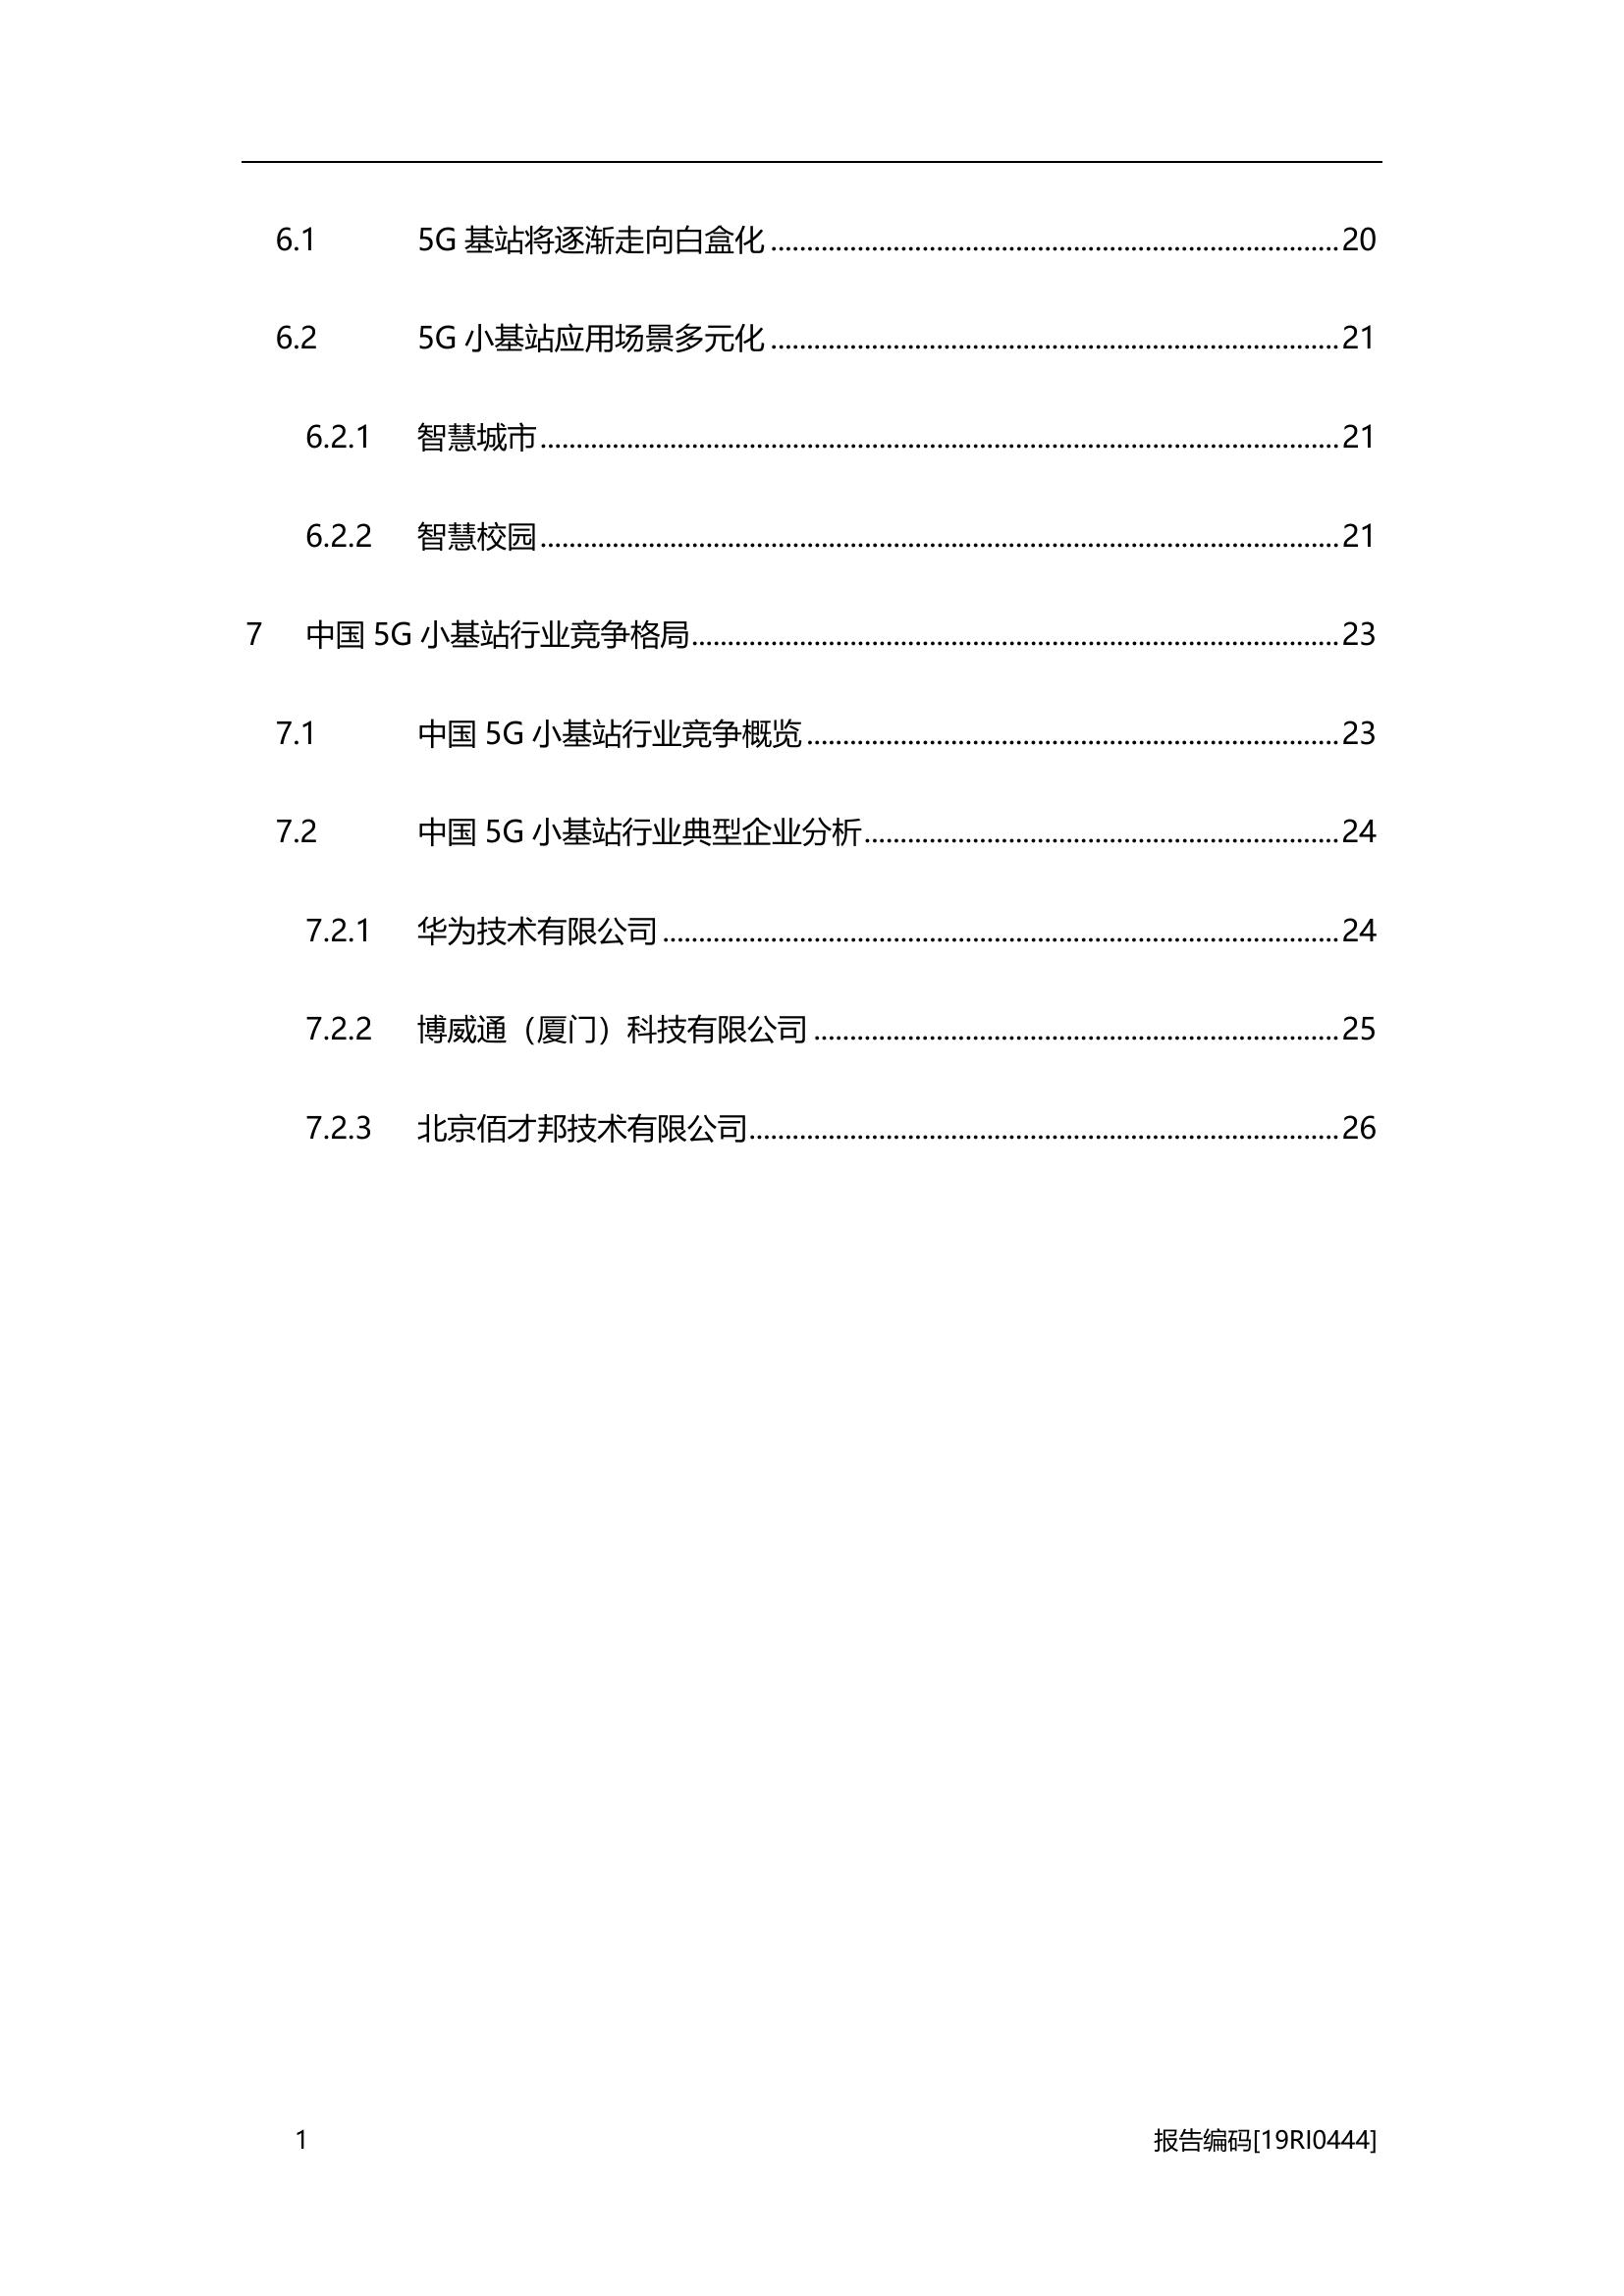 6.1 5G 基站将逐渐走向白盒化 ........................................ 20
6.2 5G 小基站应用场景多元化 ........................................ 21
6.2.1 智慧城市 ........................................ 21
6.2.2 智慧校园 ........................................ 21
7 中国 5G 小基站行业竞争格局 ........................................ 23
7.1 中国 5G 小基站行业竞争概览 ........................................ 23
7.2 中国 5G 小基站行业典型企业分析 ........................................ 24
7.2.1 华为技术有限公司 ........................................ 24
7.2.2 博威通（厦门）科技有限公司 ........................................ 25
7.2.3 北京佰才邦技术有限公司 ........................................ 26
1 报告编码[19RI0444]